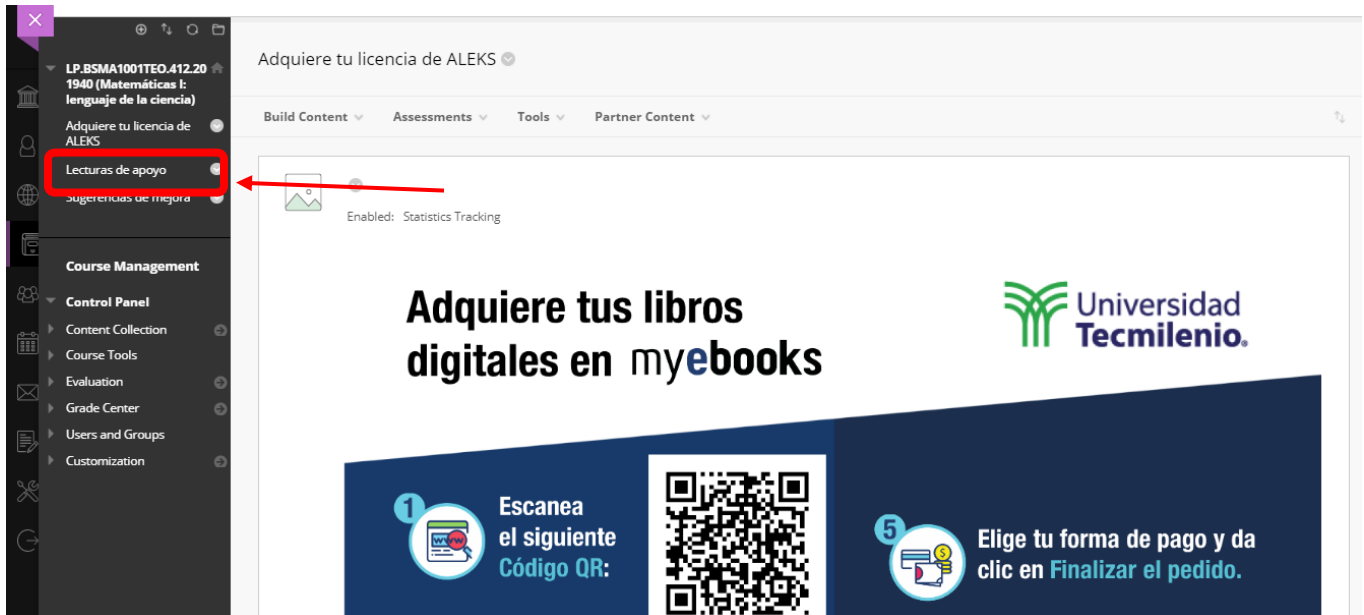 LP.BSMA1001TEO.412.20
1940 (Matemáticas I:
lenguaje de la ciencia)
Adquiere tu licencia de
ALEKS
Lecturas de apoyo
Sugerencias de mejora
Course Management
Control Panel
Content Collection
Course Tools
Evaluation
Grade Center
Users and Groups
Customization
Adquiere tu licencia de ALEKS
Build Content Assessments Tools Partner Content
Enabled: Statistics Tracking
Adquiere tus libros
digitales en myebooks
Universidad
Tecmilenio.
1
www
Escanea
el siguiente
Código QR:
5
$
Elige tu forma de pago y da
clic en Finalizar el pedido.